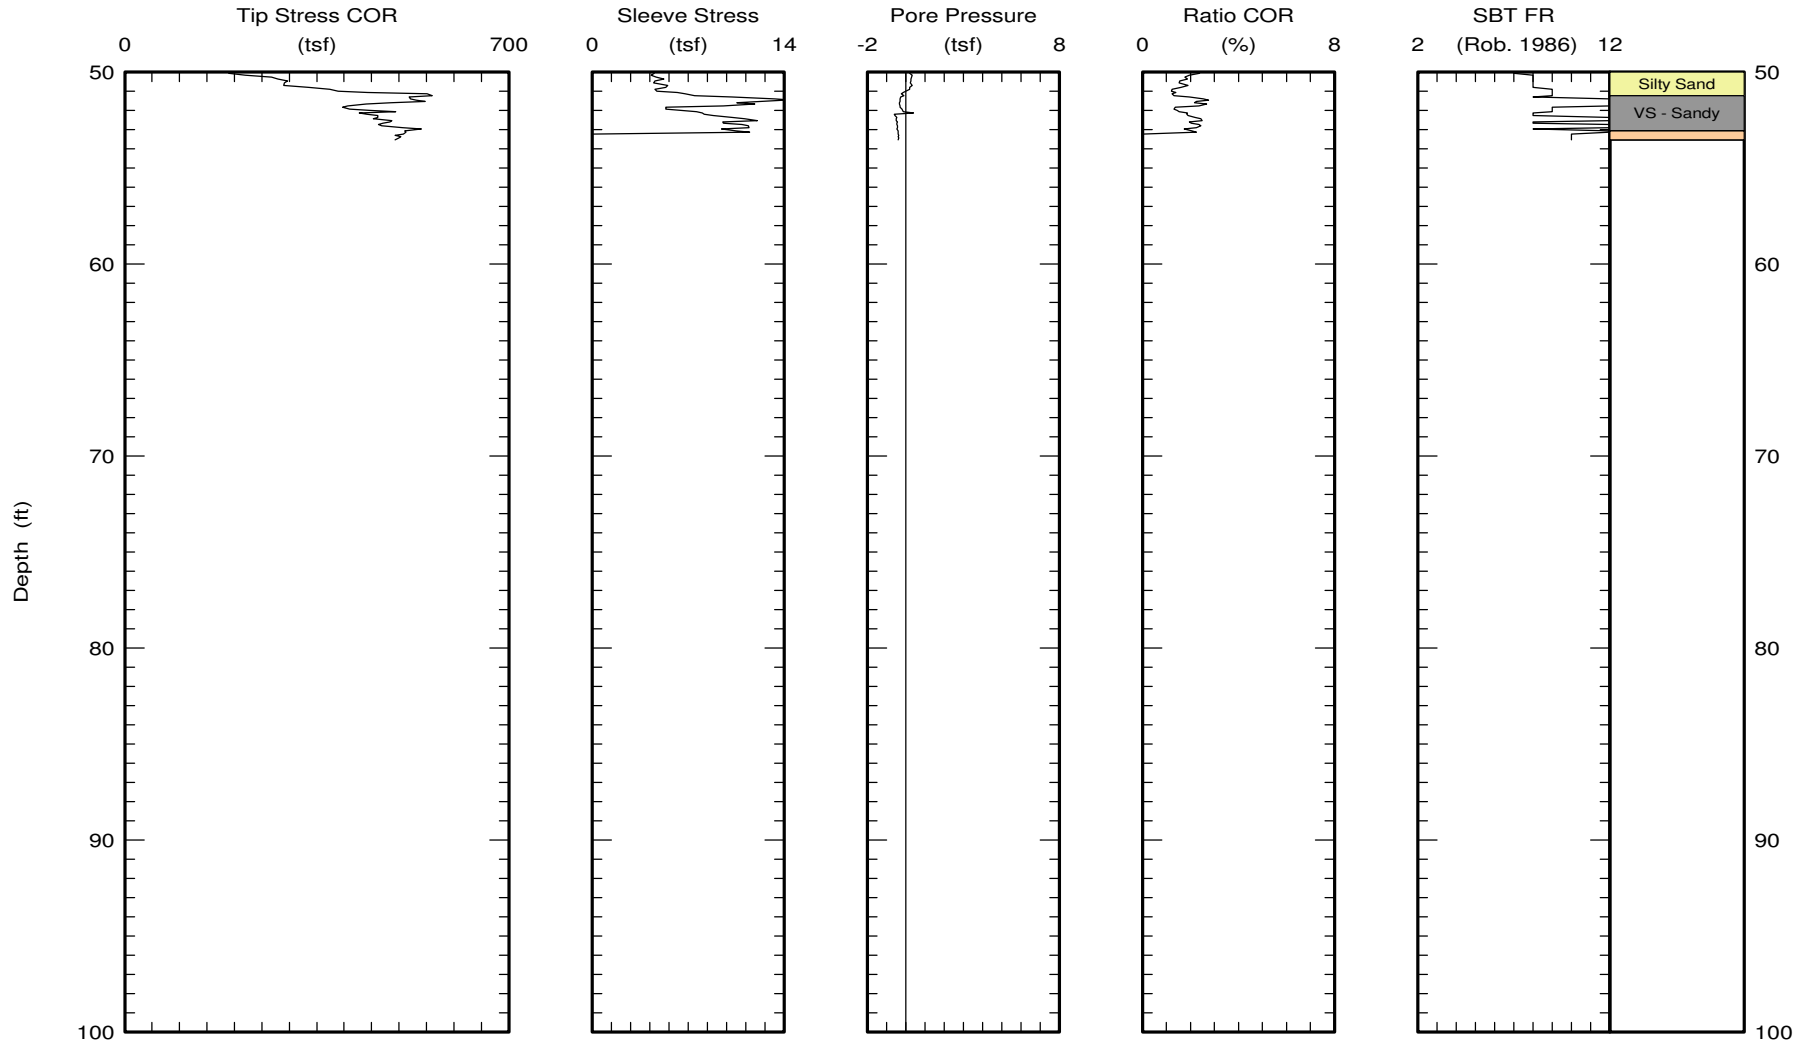 Tip Stress COR Sleeve Stress Pore Pressure Ratio COR SBT FR
0 (tsf) 700 0 (tsf) 14 -2 (tsf) 8 0 (%) 8 2 (Rob. 1986) 12
50 50
Silty Sand
VS - Sandy
60 60
70 70
Depth (ft)
80 80
90 90
100 100